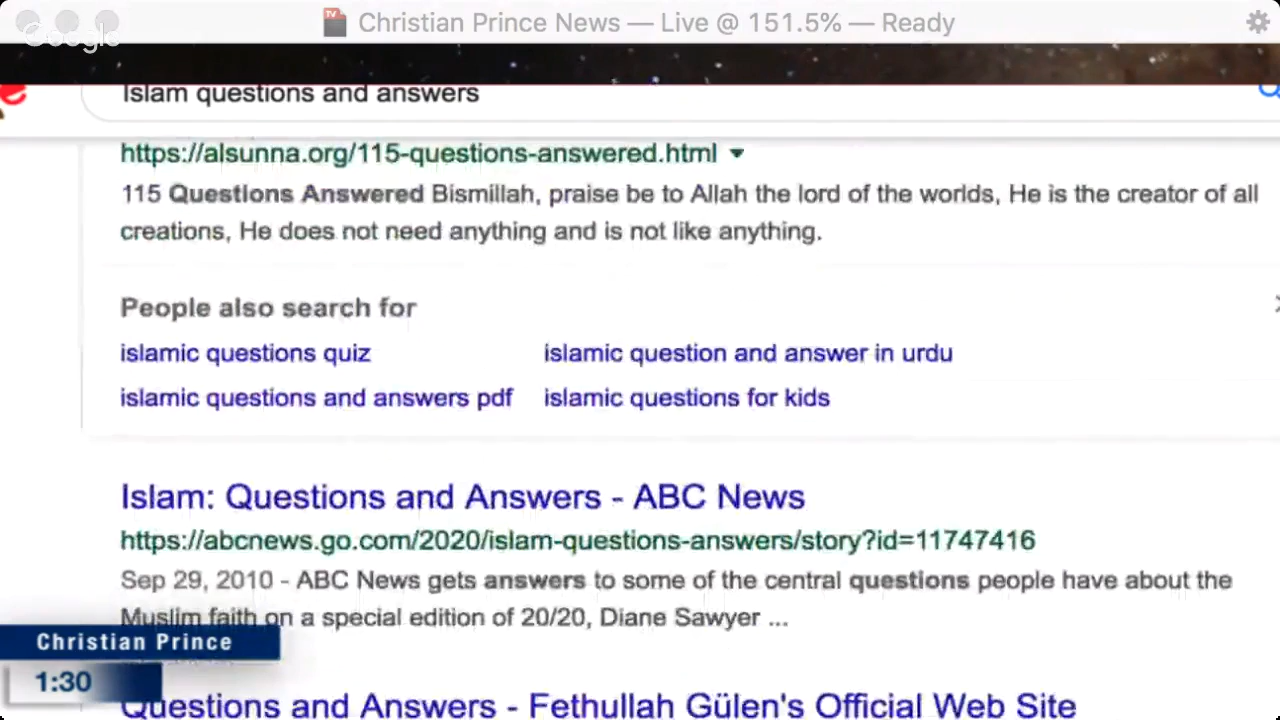 Christian Prince News — Live @ 151.5% — Ready
Google
Islam questions and answers
https://alsunna.org/115-questions-answered.html
115 Questions Answered Bismillah, praise be to Allah the lord of the worlds, He is the creator of all
creations, He does not need anything and is not like anything.
People also search for
islamic questions quiz
islamic question and answer in urdu
islamic questions and answers pdf
islamic questions for kids
Islam: Questions and Answers - ABC News
https://abcnews.go.com/2020/islam-questions-answers/story?id=11747416
Sep 29, 2010 - ABC News gets answers to some of the central questions people have about the
Muslim faith on a special edition of 20/20, Diane Sawyer ...
Christian Prince
1:30
Questions and Answers - Fethullah Gülen's Official Web Site